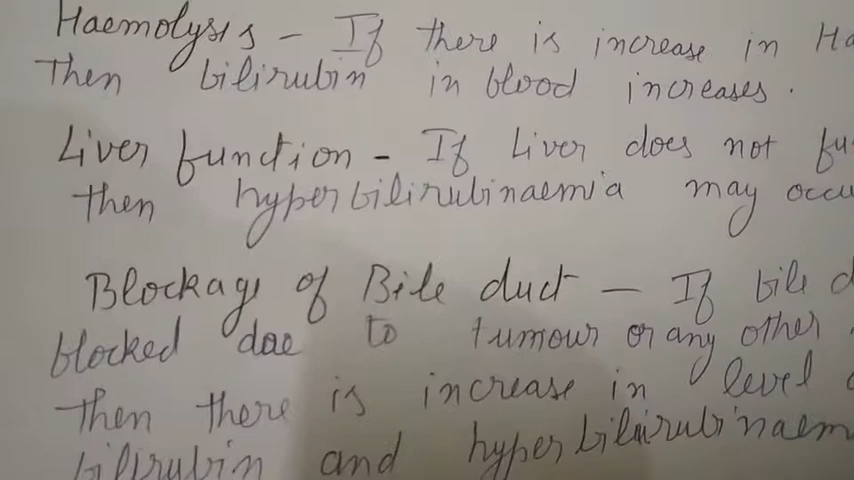 Haemolysis - If there is increase in
Then bilirubin in blood increases.
Liver function - If Liver does not
then hyperbilirubinaemia may
Blockage of Bile duct - If bile
blocked due to tumour or any other
Then there is increase in level
bilirubin and